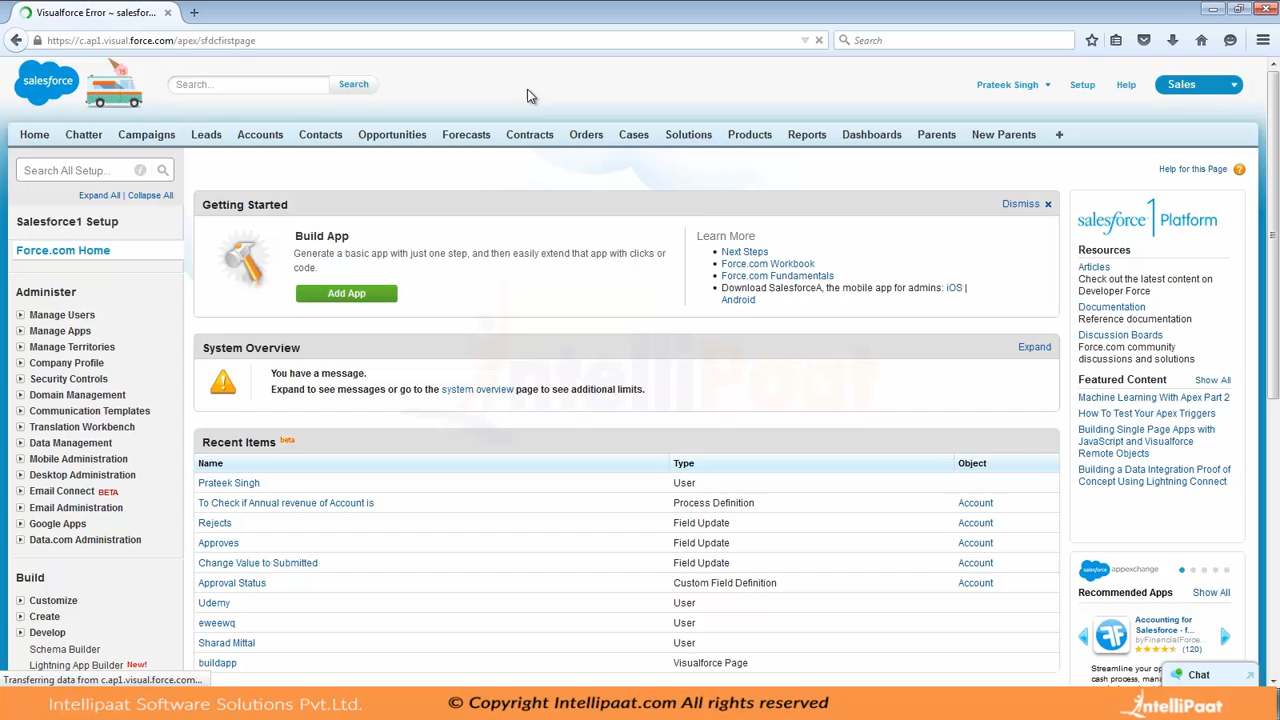 Visualforce Error ~ salesfor...
https://c.ap1.visual.force.com/apex/sfdcfirstpage
Search
salesforce
15
Search...
Search
Prateek Singh
Setup
Help
Sales
Home
Chatter
Campaigns
Leads
Accounts
Contacts
Opportunities
Forecasts
Contracts
Orders
Cases
Solutions
Products
Reports
Dashboards
Parents
New Parents
+
Search All Setup...
Expand All | Collapse All
Salesforce1 Setup
Force.com Home
Administer
Manage Users
Manage Apps
Manage Territories
Company Profile
Security Controls
Domain Management
Communication Templates
Translation Workbench
Data Management
Mobile Administration
Desktop Administration
Email Connect BETA
Email Administration
Google Apps
Data.com Administration
Build
Customize
Create
Develop
Schema Builder
Lightning App Builder New!
Transferring data from c.ap1.visual.force.com...
Help for this Page ?
Getting Started
Dismiss x
Build App
Generate a basic app with just one step, and then easily extend that app with clicks or
code.
Add App
Learn More
Next Steps
Force.com Workbook
Force.com Fundamentals
Download SalesforceA, the mobile app for admins: iOS |
Android
System Overview
Expand
You have a message.
Expand to see messages or go to the system overview page to see additional limits.
IntelliPaat
Recent Items beta
Name Type Object
Prateek Singh User
To Check if Annual revenue of Account is Process Definition Account
Rejects Field Update Account
Approves Field Update Account
Change Value to Submitted Field Update Account
Approval Status Custom Field Definition Account
Udemy User
eweewq User
Sharad Mittal User
buildapp Visualforce Page
salesforce1 Platform
Resources
Articles
Check out the latest content on
Developer Force
Documentation
Reference documentation
Discussion Boards
Force.com community
discussions and solutions
Featured Content Show All
Machine Learning With Apex Part 2
How To Test Your Apex Triggers
Building Single Page Apps with
JavaScript and Visualforce
Remote Objects
Building a Data Integration Proof of
Concept Using Lightning Connect
salesforce appexchange
Recommended Apps Show All
Accounting for
Salesforce - f...
byFinancialForce...
(120)
Streamline your
cash process, man
Chat
Intellipaat Software Solutions Pvt.Ltd.
© Copyright Intellipaat.com All rights reserved
IntelliPaat